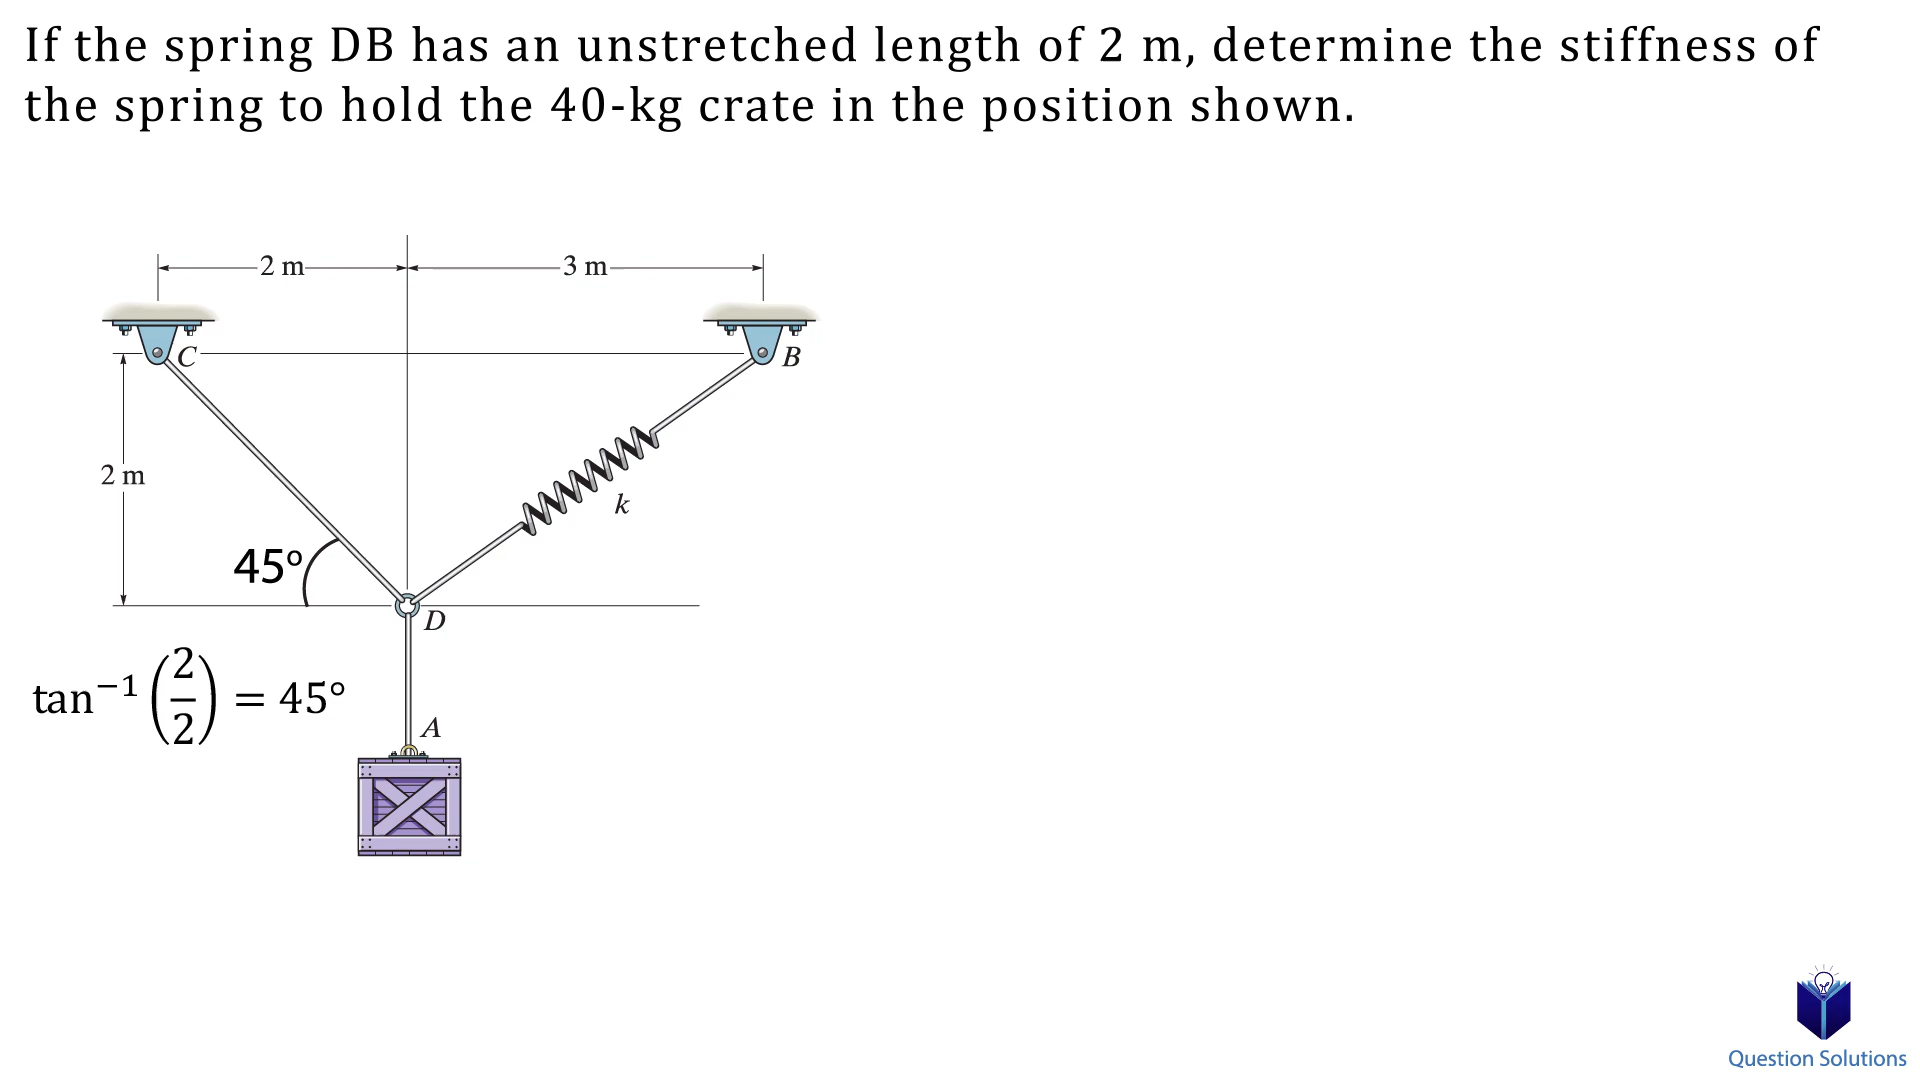 If the spring DB has an unstretched length of 2 m, determine the stiffness of
the spring to hold the 40-kg crate in the position shown.
2 m
3 m
C
B
2 m
k
45°
D
tan⁻¹(2/2) = 45°
A
Question Solutions